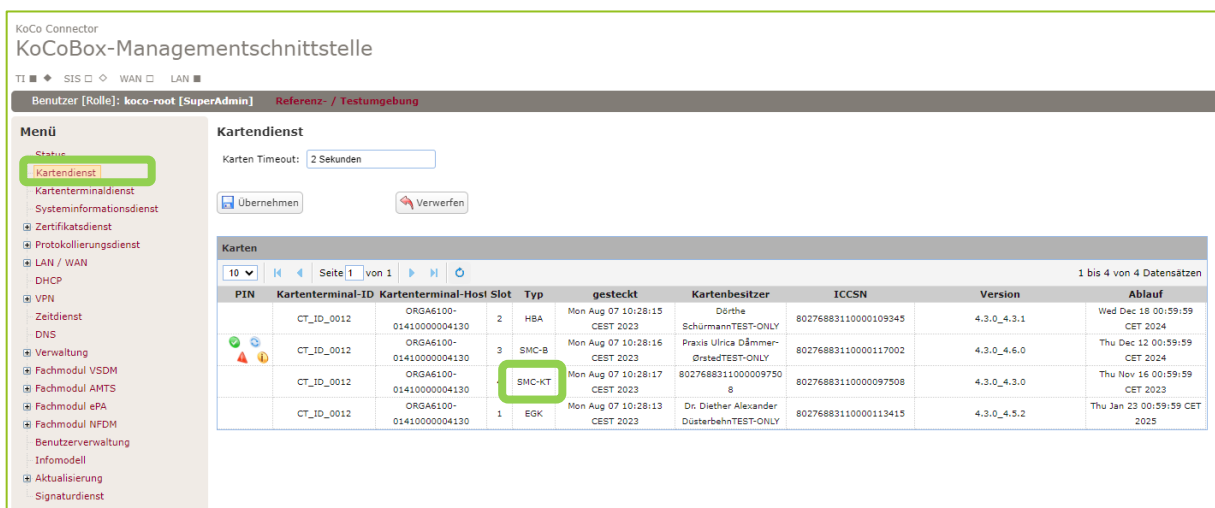 KoCo Connector
KoCoBox-Managementschnittstelle
TI SIS WAN LAN
Benutzer [Rolle]: koco-root [SuperAdmin] Referenz- / Testumgebung
Menü
Status
Kartendienst
Kartenterminaldienst
Systeminformationsdienst
Zertifikatsdienst
Protokollierungsdienst
LAN / WAN
DHCP
VPN
Zeitdienst
DNS
Verwaltung
Fachmodul VSDM
Fachmodul AMTS
Fachmodul ePA
Fachmodul NFDM
Benutzerverwaltung
Infomodell
Aktualisierung
Signaturdienst
Kartendienst
Karten Timeout: 2 Sekunden
Übernehmen Verwerfen
Karten
10 Seite 1 von 1 1 bis 4 von 4 Datensätzen
PIN Kartenterminal-ID Kartenterminal-Host Slot Typ gesteckt Kartenbesitzer ICCSN Version Ablauf
CT_ID_0012 ORGA6100-01410000004130 2 HBA Mon Aug 07 10:28:15 CEST 2023 Dörthe SchürmannTEST-ONLY 80276883110000109345 4.3.0_4.3.1 Wed Dec 18 00:59:59 CET 2024
CT_ID_0012 ORGA6100-01410000004130 3 SMC-B Mon Aug 07 10:28:16 CEST 2023 Praxis Ulrica Dåmmer-ØrstedTEST-ONLY 80276883110000117002 4.3.0_4.6.0 Thu Dec 12 00:59:59 CET 2024
CT_ID_0012 ORGA6100-01410000004130 SMC-KT Mon Aug 07 10:28:17 CEST 2023 80276883110000097508 80276883110000097508 4.3.0_4.3.0 Thu Nov 16 00:59:59 CET 2023
CT_ID_0012 ORGA6100-01410000004130 1 EGK Mon Aug 07 10:28:13 CEST 2023 Dr. Diether Alexander DüsterbehnTEST-ONLY 80276883110000113415 4.3.0_4.5.2 Thu Jan 23 00:59:59 CET 2025